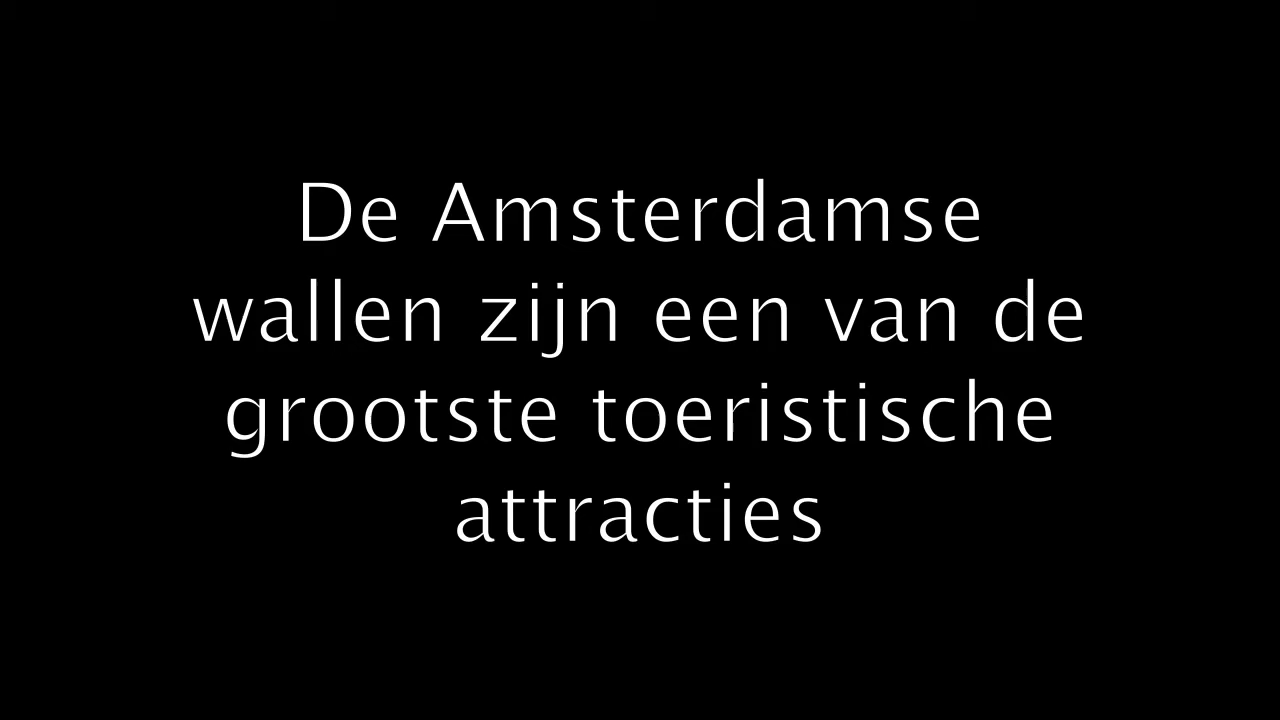 De Amsterdamse
wallen zijn een van de
grootste toeristische
attracties